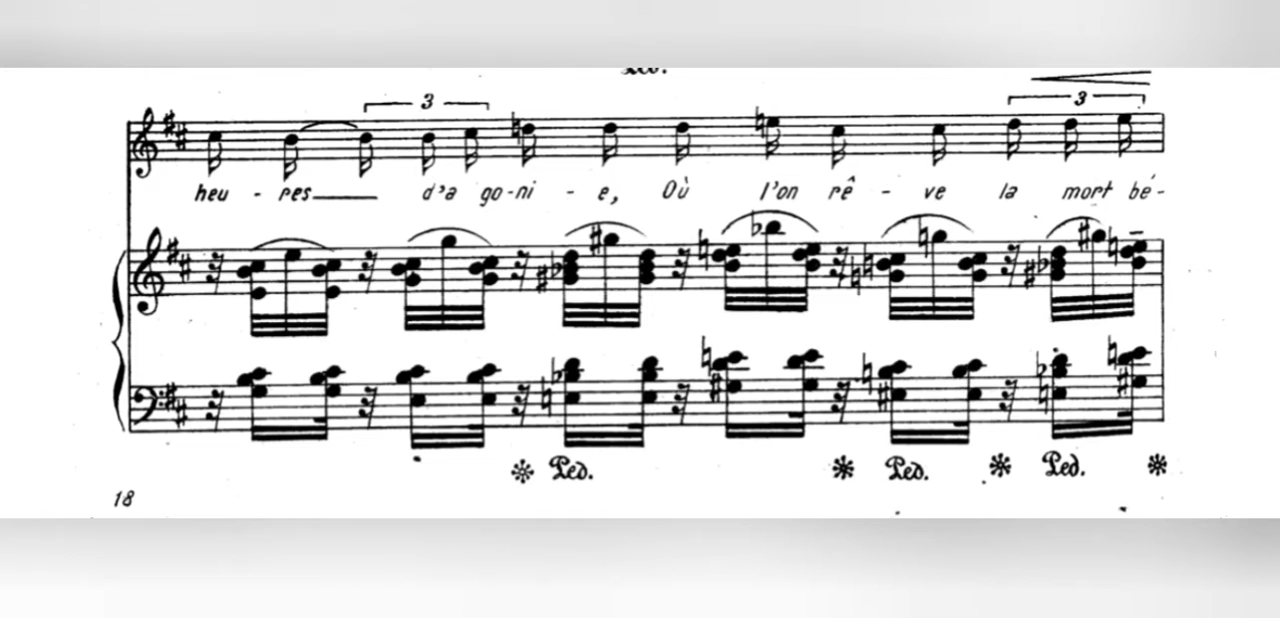 3 3
heu - res d'a go-ni - e, Où l'on rê - ve la mort bé-
Ped. Ped. Ped.
18